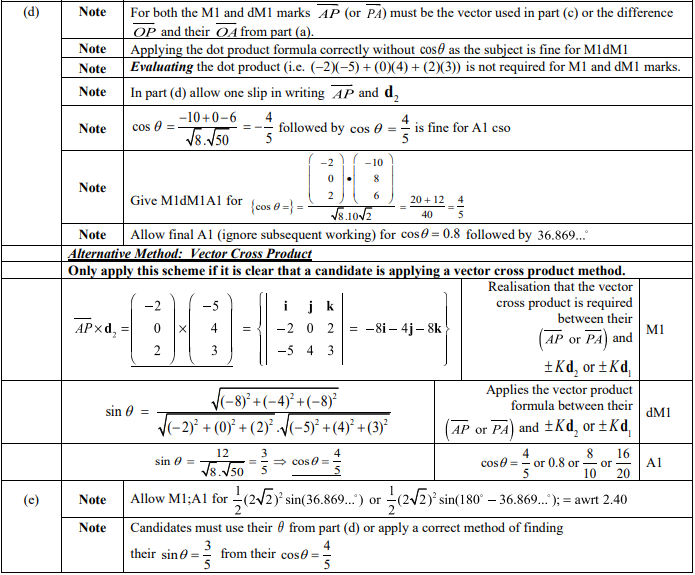 (d) Note For both the M1 and dM1 marks AP (or PA) must be the vector used in part (c) or the difference
OP and their OA from part (a).
Note Applying the dot product formula correctly without cosθ as the subject is fine for M1dM1
Note Evaluating the dot product (i.e. (−2)(−5) + (0)(4) + (2)(3)) is not required for M1 and dM1 marks.
Note In part (d) allow one slip in writing AP and d₂
Note cos θ = (−10+0−6)/(√8.√50) = −4/5 followed by cos θ = 4/5 is fine for A1 cso
Note Give M1dM1A1 for {cos θ =} = ((−2 0 2) • (−10 8 6))/(√8.10√2) = (20+12)/40 = 4/5
Note Allow final A1 (ignore subsequent working) for cosθ = 0.8 followed by 36.869...°
Alternative Method: Vector Cross Product
Only apply this scheme if it is clear that a candidate is applying a vector cross product method.
AP×d₂ = (−2 0 2) × (−5 4 3) = { |i j k; −2 0 2; −5 4 3| = −8i − 4j − 8k }
Realisation that the vector
cross product is required
between their
(AP or PA) and
±Kd₂ or ±Kd₁
M1
sin θ = √((−8)²+(−4)²+(−8)²) / (√((−2)²+(0)²+(2)²).√((−5)²+(4)²+(3)²))
Applies the vector product
formula between their
(AP or PA) and ±Kd₂ or ±Kd₁
dM1
sin θ = 12/(√8.√50) = 3/5 ⇒ cosθ = 4/5
cosθ = 4/5 or 0.8 or 8/10 or 16/20 A1
(e) Note Allow M1;A1 for 1/2(2√2)² sin(36.869...°) or 1/2(2√2)² sin(180° − 36.869...°); = awrt 2.40
Note Candidates must use their θ from part (d) or apply a correct method of finding
their sinθ = 3/5 from their cosθ = 4/5